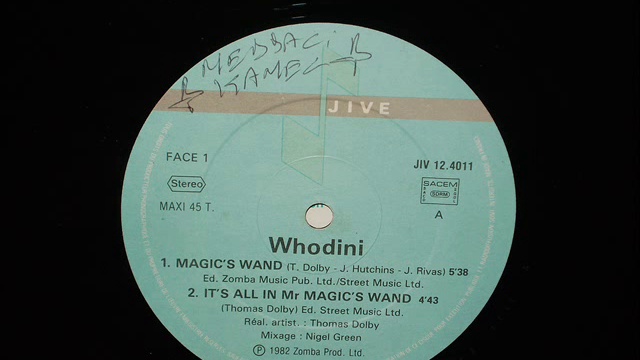 MEDDAC
KAMEL
JIVE
FACE 1
JIV 12.4011
Stereo
SACEM
SDRM
MAXI 45 T.
A
Whodini
1. MAGIC'S WAND (T. Dolby - J. Hutchins - J. Rivas) 5'38
Ed. Zomba Music Pub. Ltd./Street Music Ltd.
2. IT'S ALL IN Mr MAGIC'S WAND 4'43
(Thomas Dolby) Ed. Street Music Ltd.
Réal. artist. : Thomas Dolby
Mixage : Nigel Green
Ⓟ 1982 Zomba Prod. Ltd.